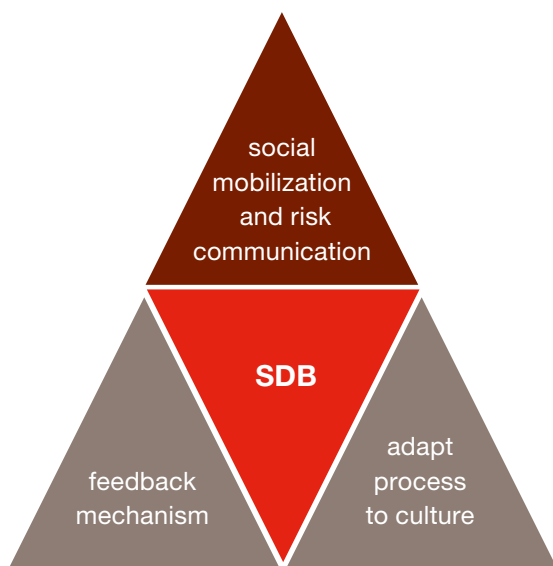 social
mobilization
and risk
communication
SDB
feedback
mechanism
adapt
process
to culture